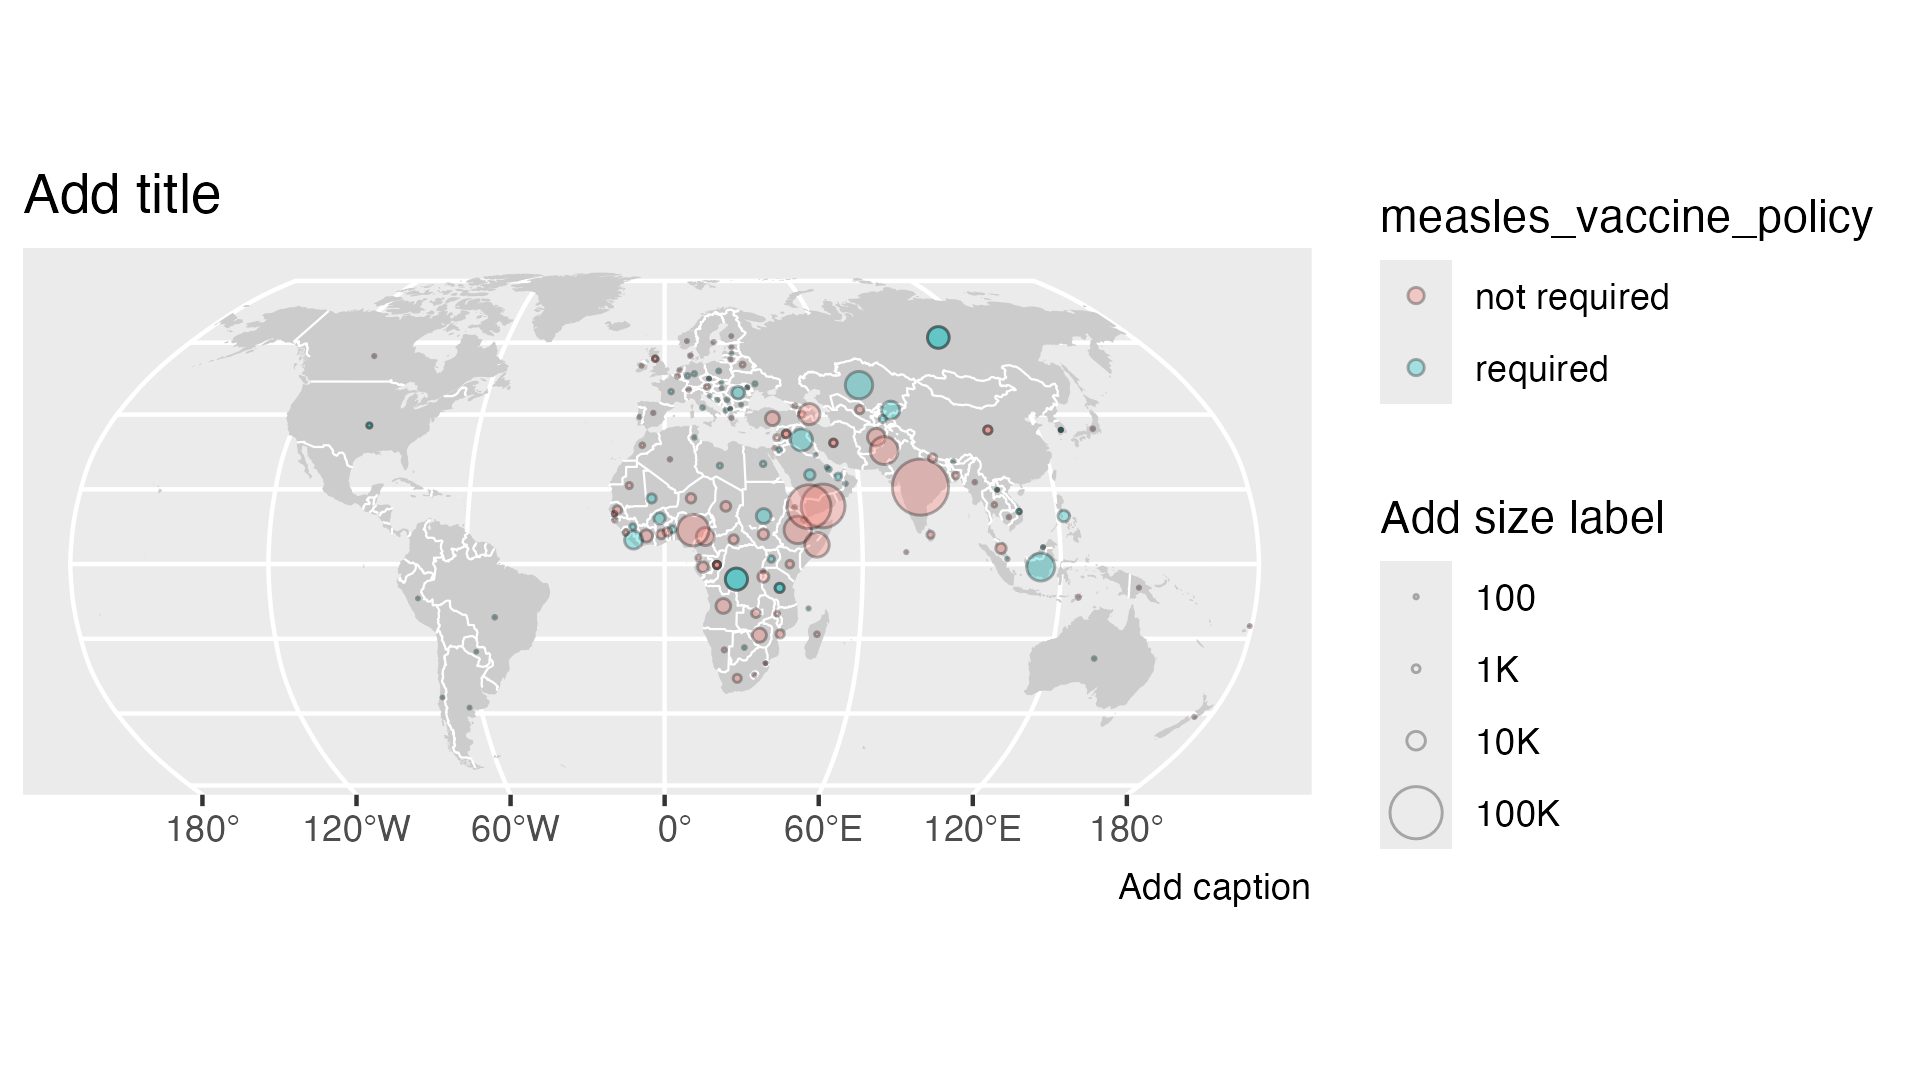 Add title
measles_vaccine_policy
not required
required
Add size label
100
1K
10K
100K
180° 120°W 60°W 0° 60°E 120°E 180°
Add caption